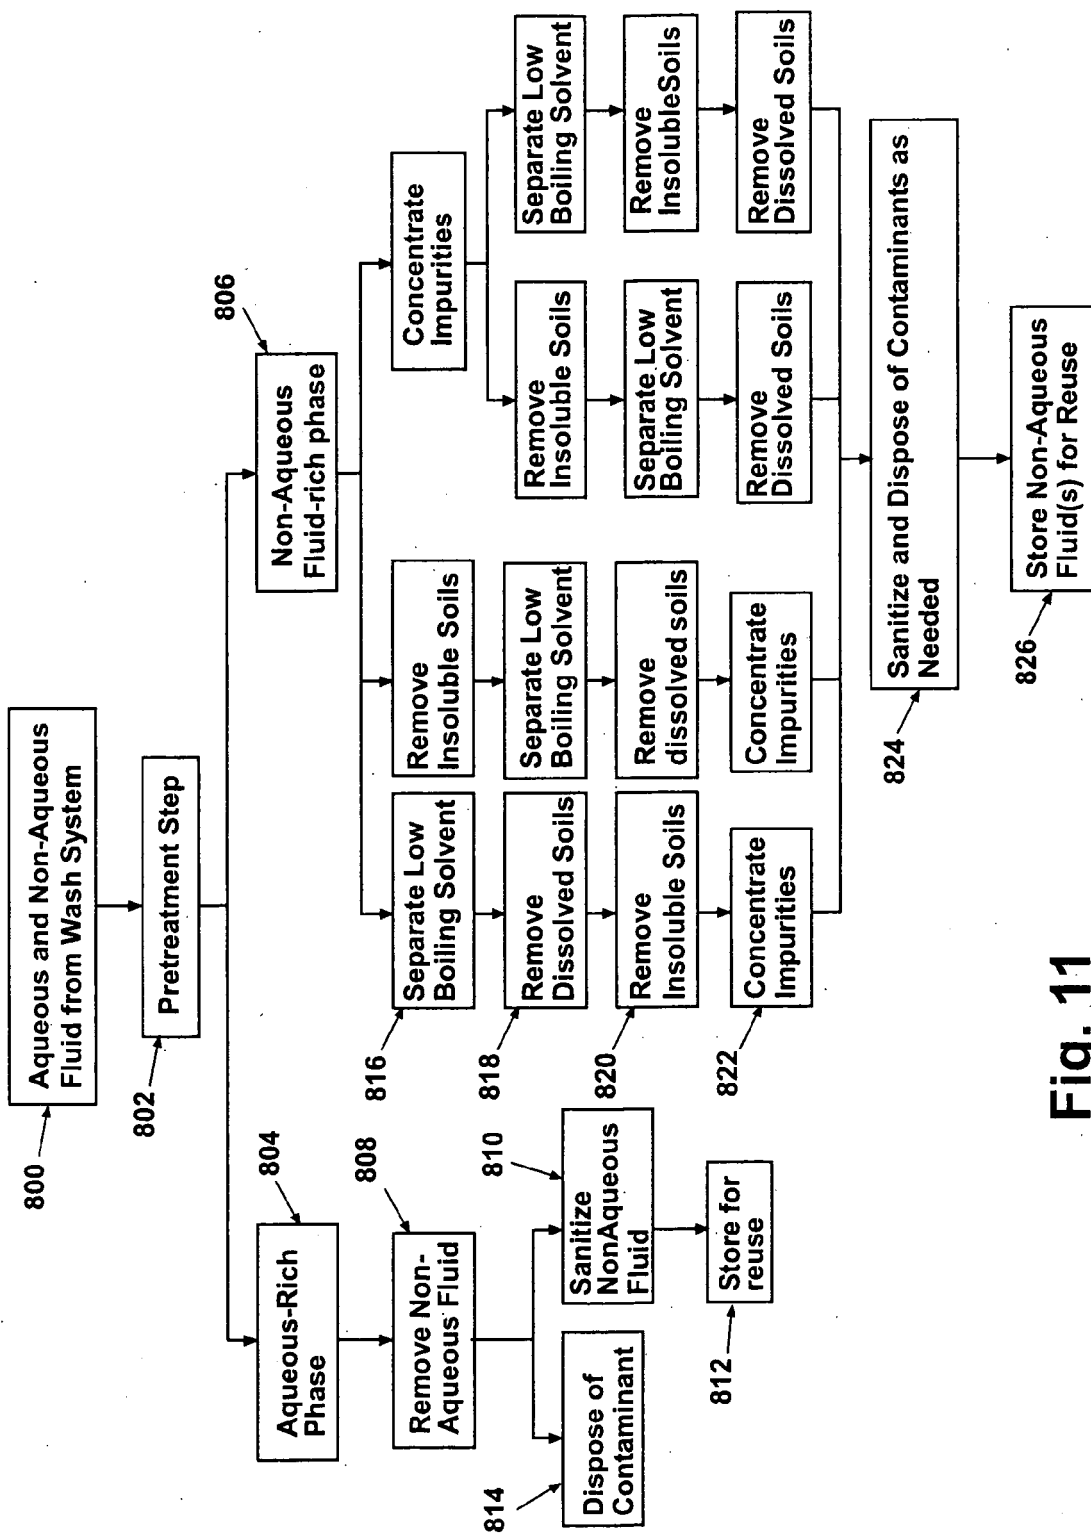 Aqueous and Non-Aqueous
Fluid from Wash System
800
Pretreatment Step
802
Aqueous-Rich
Phase
804
Non-Aqueous
Fluid-rich phase
806
Remove Non-
Aqueous Fluid
808
Dispose of
Contaminant
814
Sanitize
NonAqueous
Fluid
810
Store for
reuse
812
Separate Low
Boiling Solvent
816
Remove
Dissolved Soils
818
Remove
Insoluble Soils
820
Concentrate
Impurities
822
Remove
Insoluble Soils
Separate Low
Boiling Solvent
Remove
dissolved soils
Concentrate
Impurities
Concentrate
Impurities
Remove
Insoluble Soils
Separate Low
Boiling Solvent
Remove
Dissolved Soils
Separate Low
Boiling Solvent
Remove
InsolubleSoils
Remove
Dissolved Soils
Sanitize and Dispose of Contaminants as
Needed
824
Store Non-Aqueous
Fluid(s) for Reuse
826
Fig. 11